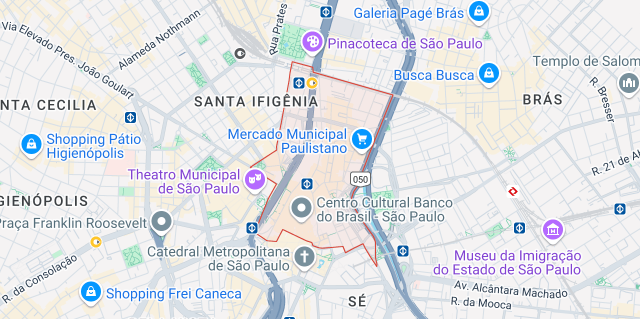 Galeria Pagé Brás
Rua Prates
Alameda Nothmann
Via Elevado Pres. João Goulart
Pinacoteca de São Paulo
Busca Busca
Templo de Salom
R. Bresser
NTA CECILIA
SANTA IFIGÊNIA
BRÁS
Shopping Pátio
Higienópolis
Mercado Municipal
Paulistano
R. 21 de A
Theatro Municipal
de São Paulo
050
GIENÓPOLIS
Centro Cultural Banco
do Brasil - São Paulo
Praça Franklin Roosevelt
Catedral Metropolitana
de São Paulo
Museu da Imigração
do Estado de São Paulo
R. da Consolação
Shopping Frei Caneca
SÉ
Av. Alcântara Machado
R. da Mooca